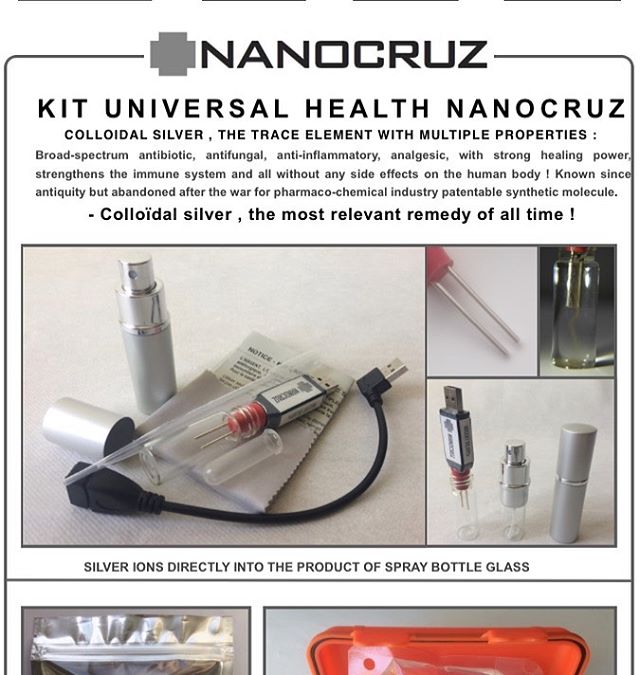 NANOCRUZ
KIT UNIVERSAL HEALTH NANOCRUZ
COLLOIDAL SILVER , THE TRACE ELEMENT WITH MULTIPLE PROPERTIES :
Broad-spectrum antibiotic, antifungal, anti-inflammatory, analgesic, with strong healing power,
strengthens the immune system and all without any side effects on the human body ! Known since
antiquity but abandoned after the war for pharmaco-chemical industry patentable synthetic molecule.
- Colloïdal silver , the most relevant remedy of all time !
NOTICE
NANOCRUZ
NANOCRUZ
SILVER IONS DIRECTLY INTO THE PRODUCT OF SPRAY BOTTLE GLASS